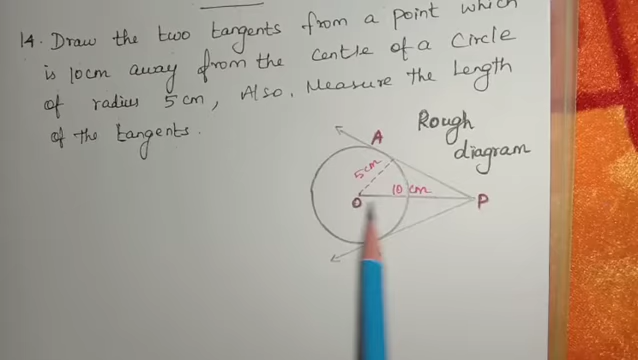 14. Draw the two tangents from a point which
is 10cm away from the centre of a Circle
of radius 5cm, Also. Measure the Length
of the tangents.
Rough
diagram
A
5cm
10 cm
O
P